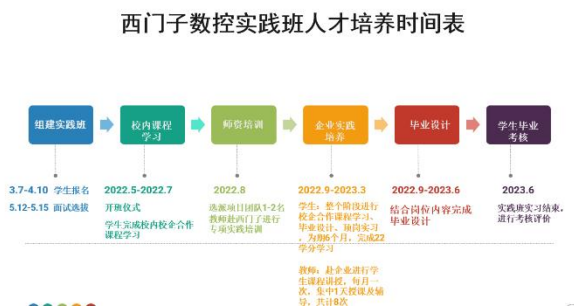 西门子数控实践班人才培养时间表
组建实践班
校内课程
学习
师资培训
企业实践
培养
毕业设计
学生毕业
考核
3.7-4.10 学生报名
5.12-5.15 面试选拔
2022.5-2022.7
开班仪式
学生完成校内校企合作
课程学习
2022.8
选派项目团队1-2名
教师赴西门子进行
专项实践培训
2022.9-2023.3
学生：整个阶段进行
校企合作课程学习、
毕业设计、顶岗实习
，为期6个月，完成22
学分学习
教师：赴企业进行学
生课程讲授，每月一
次，集中1天授课及辅
导，共计6次
2022.9-2023.6
结合岗位内容完成
毕业设计
2023.6
实践班实习结束，
进行考核评价